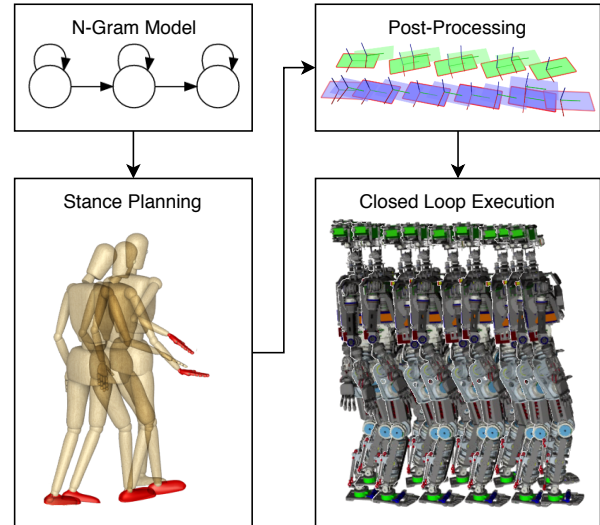 N-Gram Model
Post-Processing
Stance Planning
Closed Loop Execution